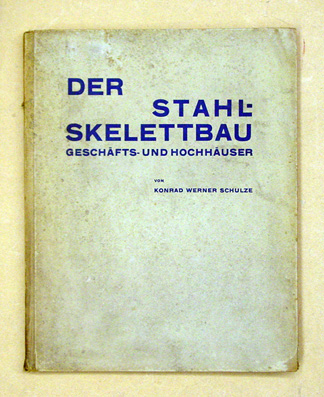 DER
STAHL-
SKELETTBAU
GESCHÄFTS- UND HOCHHÄUSER
VON
KONRAD WERNER SCHULZE